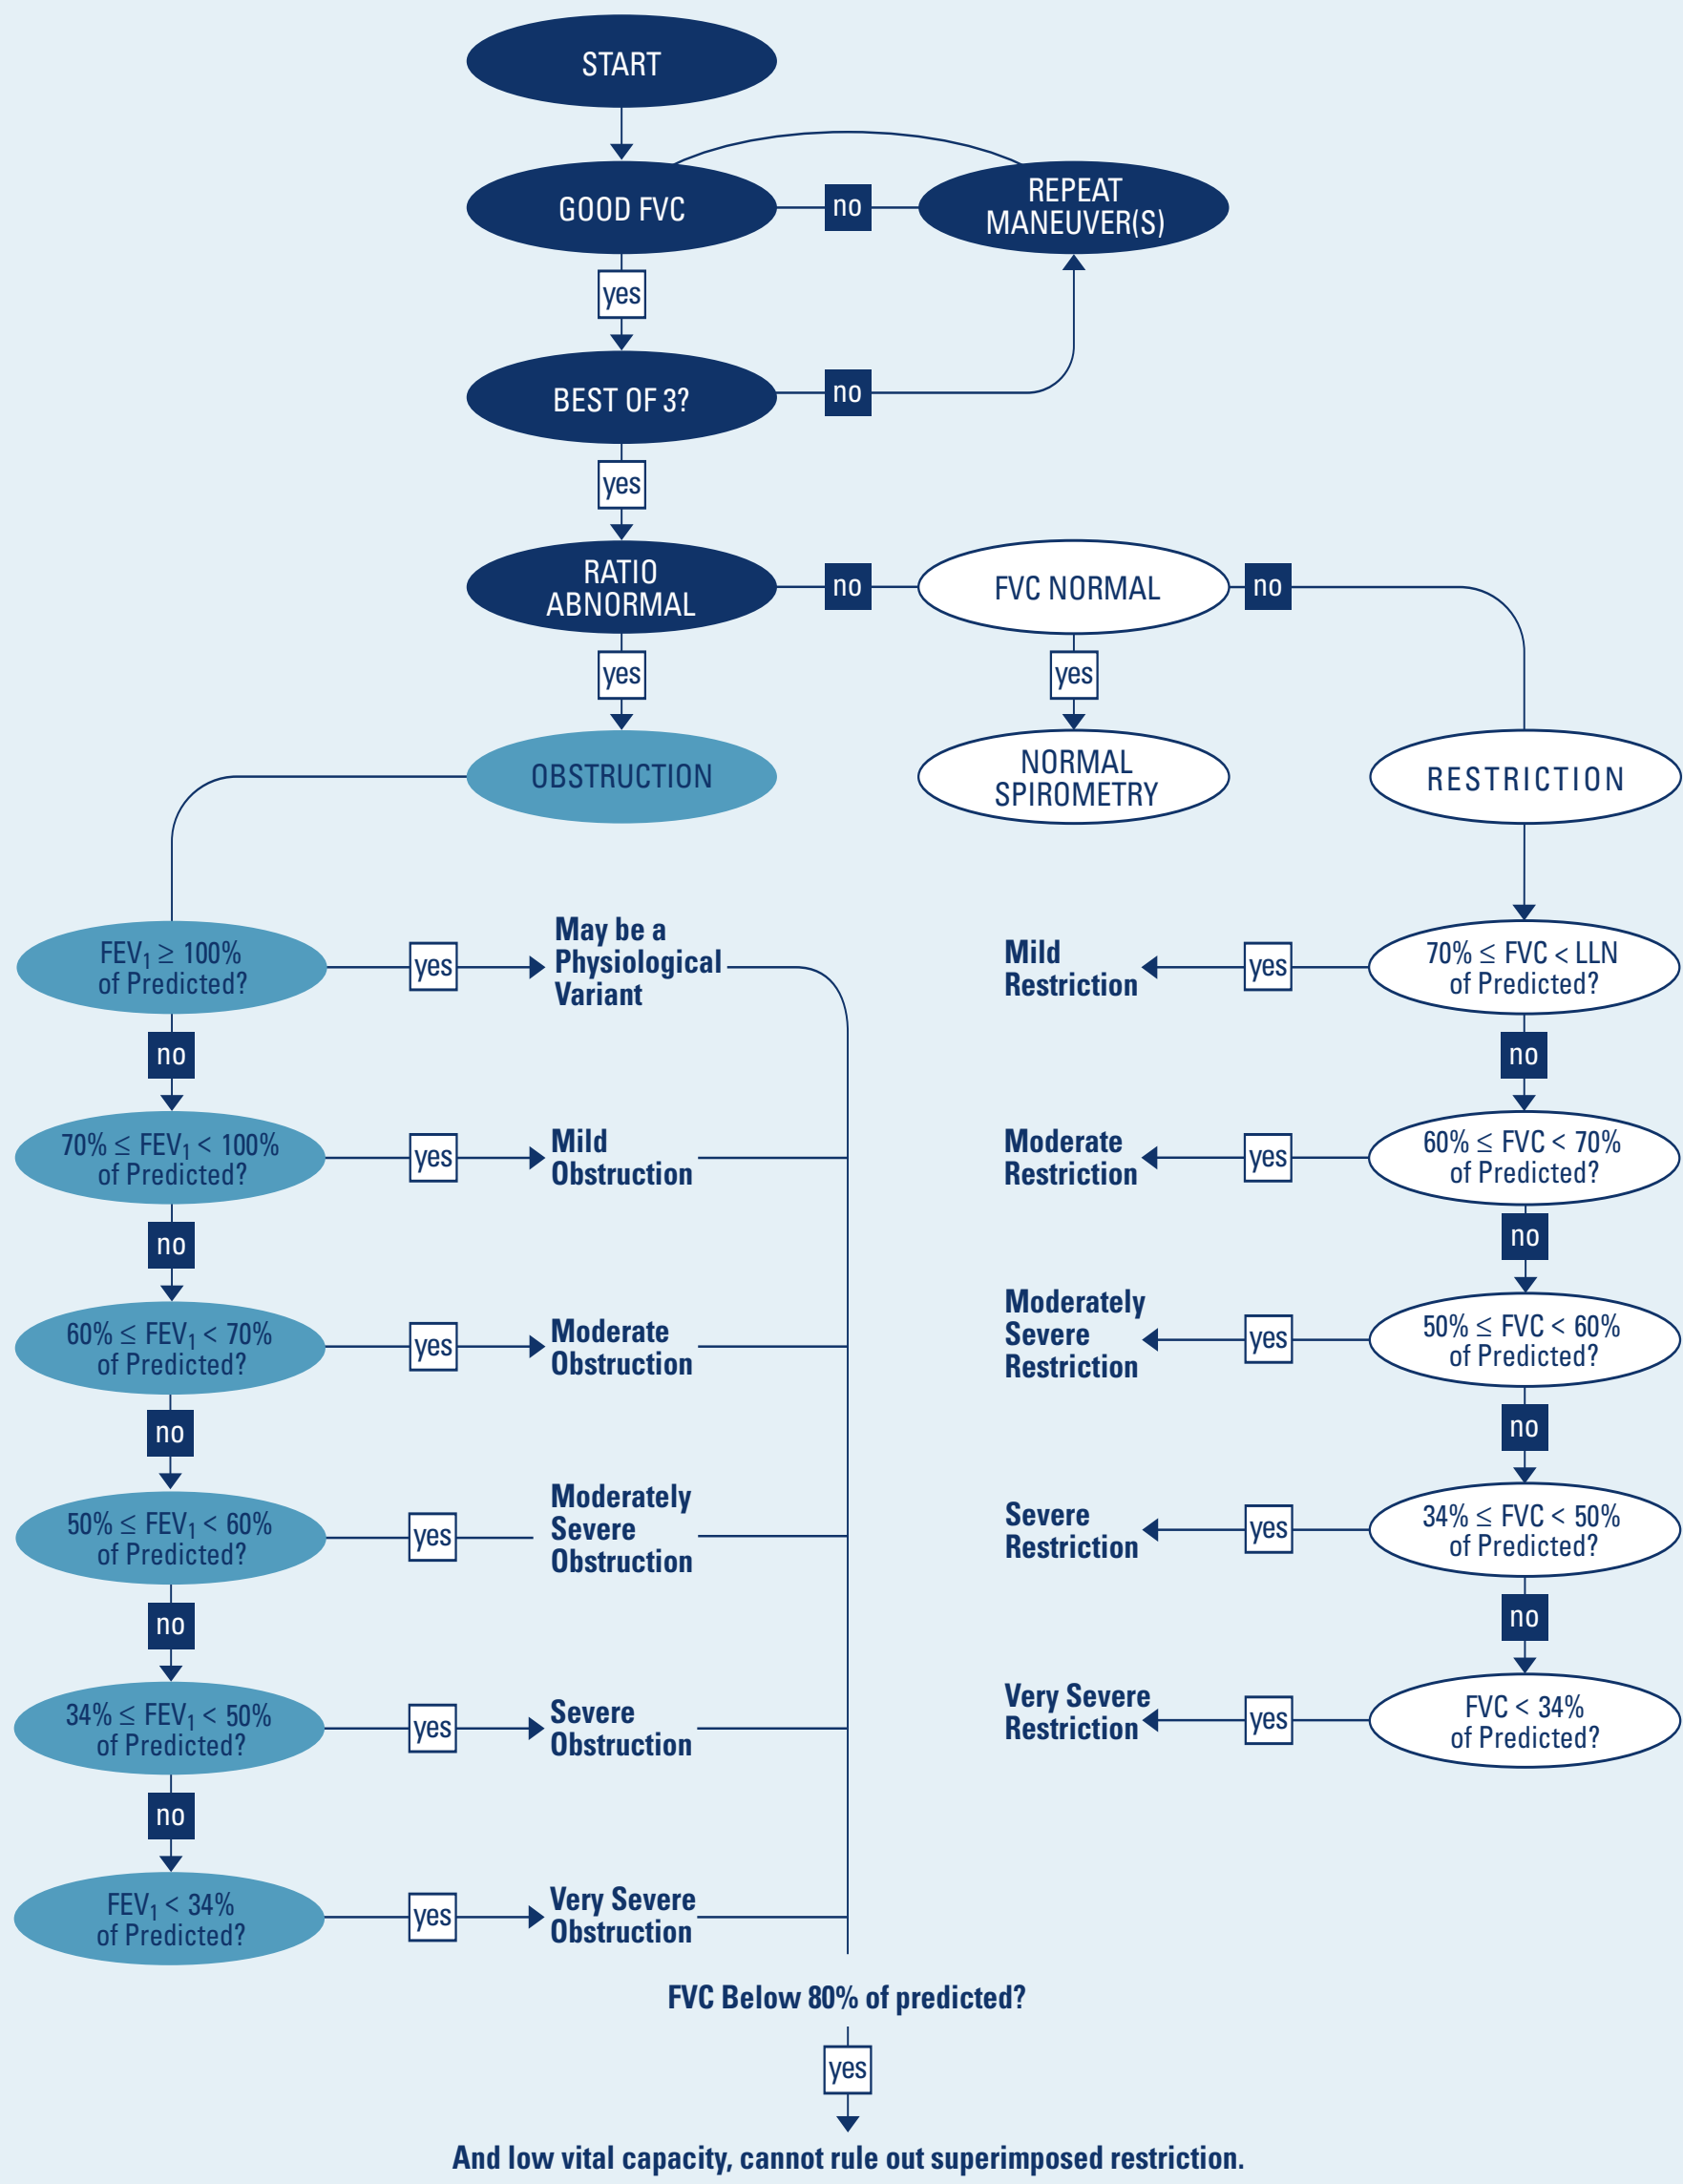 START
GOOD FVC
no
REPEAT
MANEUVER(S)
yes
BEST OF 3?
no
yes
RATIO
ABNORMAL
no
FVC NORMAL
no
yes
yes
OBSTRUCTION
NORMAL
SPIROMETRY
RESTRICTION
FEV₁ ≥ 100%
of Predicted?
yes
May be a
Physiological
Variant
no
70% ≤ FEV₁ < 100%
of Predicted?
yes
Mild
Obstruction
no
60% ≤ FEV₁ < 70%
of Predicted?
yes
Moderate
Obstruction
no
50% ≤ FEV₁ < 60%
of Predicted?
yes
Moderately
Severe
Obstruction
no
34% ≤ FEV₁ < 50%
of Predicted?
yes
Severe
Obstruction
no
FEV₁ < 34%
of Predicted?
yes
Very Severe
Obstruction
Mild
Restriction
yes
70% ≤ FVC < LLN
of Predicted?
no
Moderate
Restriction
yes
60% ≤ FVC < 70%
of Predicted?
no
Moderately
Severe
Restriction
yes
50% ≤ FVC < 60%
of Predicted?
no
Severe
Restriction
yes
34% ≤ FVC < 50%
of Predicted?
no
Very Severe
Restriction
yes
FVC < 34%
of Predicted?
FVC Below 80% of predicted?
yes
And low vital capacity, cannot rule out superimposed restriction.